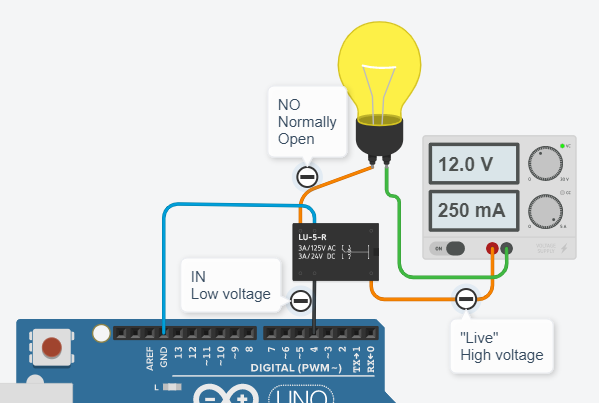 NO
Normally
Open
12.0 V
250 mA
ON
LU-5-R
3A/125V AC
3A/24V DC
IN
Low voltage
"Live"
High voltage
AREF
GND
13
12
~11
~10
~9
8
7
~6
~5
4
~3
2
TX→1
RX←0
DIGITAL (PWM~)
L
UNO